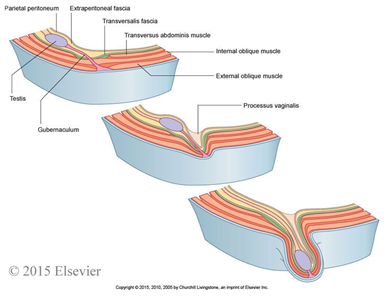 Parietal peritoneum
Extraperitoneal fascia
Transversalis fascia
Transversus abdominis muscle
Internal oblique muscle
External oblique muscle
Testis
Gubernaculum
Processus vaginalis
© 2015 Elsevier
Copyright © 2015, 2010, 2005 by Churchill Livingstone, an imprint of Elsevier Inc.